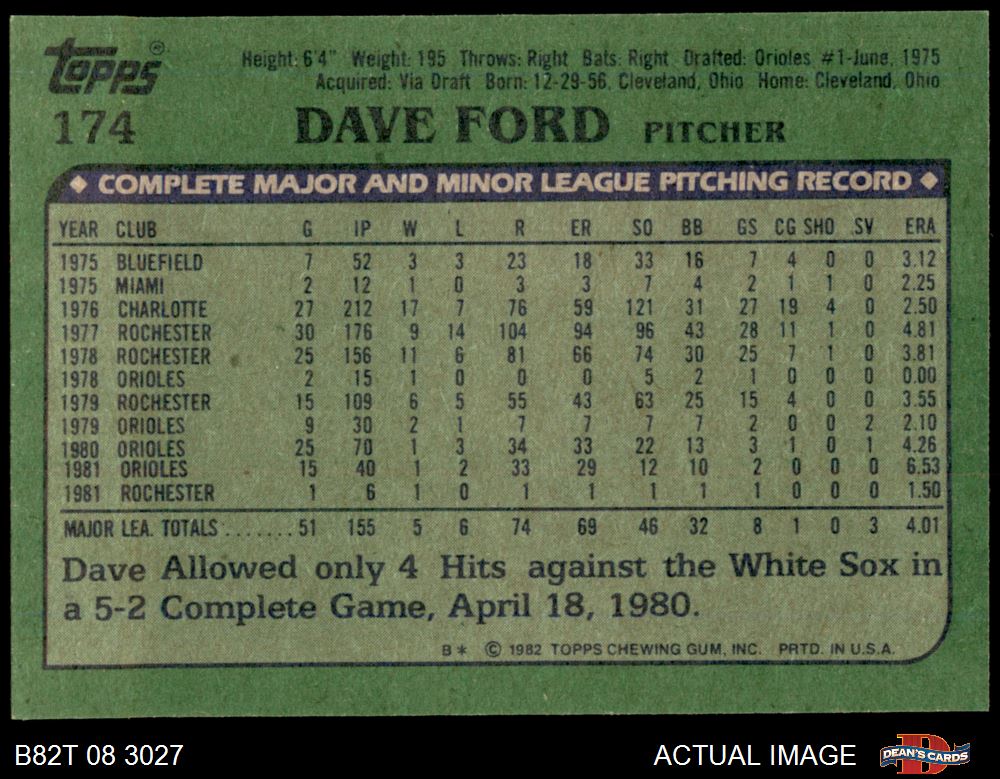 Topps ®
174
Height: 6'4" Weight: 195 Throws: Right Bats: Right Drafted: Orioles #1-June, 1975
Acquired: Via Draft Born: 12-29-56, Cleveland, Ohio Home: Cleveland, Ohio
DAVE FORD PITCHER
◆ COMPLETE MAJOR AND MINOR LEAGUE PITCHING RECORD ◆
YEAR CLUB G IP W L R ER SO BB GS CG SHO SV ERA
1975 BLUEFIELD 7 52 3 3 23 18 33 16 7 4 0 0 3.12
1975 MIAMI 2 12 1 0 3 3 7 4 2 1 1 0 2.25
1976 CHARLOTTE 27 212 17 7 76 59 121 31 27 19 4 0 2.50
1977 ROCHESTER 30 176 9 14 104 94 96 43 28 11 1 0 4.81
1978 ROCHESTER 25 156 11 6 81 66 74 30 25 7 1 0 3.81
1978 ORIOLES 2 15 1 0 0 0 5 2 1 0 0 0 0.00
1979 ROCHESTER 15 109 6 5 55 43 63 25 15 4 0 0 3.55
1979 ORIOLES 9 30 2 1 7 7 7 7 2 0 0 2 2.10
1980 ORIOLES 25 70 1 3 34 33 22 13 3 1 0 1 4.26
1981 ORIOLES 15 40 1 2 33 29 12 10 2 0 0 0 6.53
1981 ROCHESTER 1 6 1 0 1 1 1 1 1 0 0 0 1.50
MAJOR LEA. TOTALS ....... 51 155 5 6 74 69 46 32 8 1 0 3 4.01
Dave Allowed only 4 Hits against the White Sox in
a 5-2 Complete Game, April 18, 1980.
B* © 1982 TOPPS CHEWING GUM, INC. PRTD. IN U.S.A.
B82T 08 3027 ACTUAL IMAGE DEAN'S CARDS